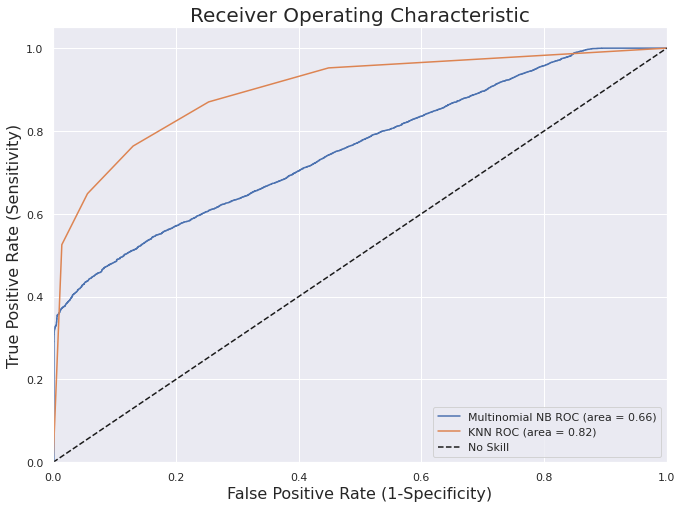 Receiver Operating Characteristic
True Positive Rate (Sensitivity)
1.0
0.8
0.6
0.4
0.2
0.0
0.0 0.2 0.4 0.6 0.8 1.0
False Positive Rate (1-Specificity)
Multinomial NB ROC (area = 0.66)
KNN ROC (area = 0.82)
No Skill